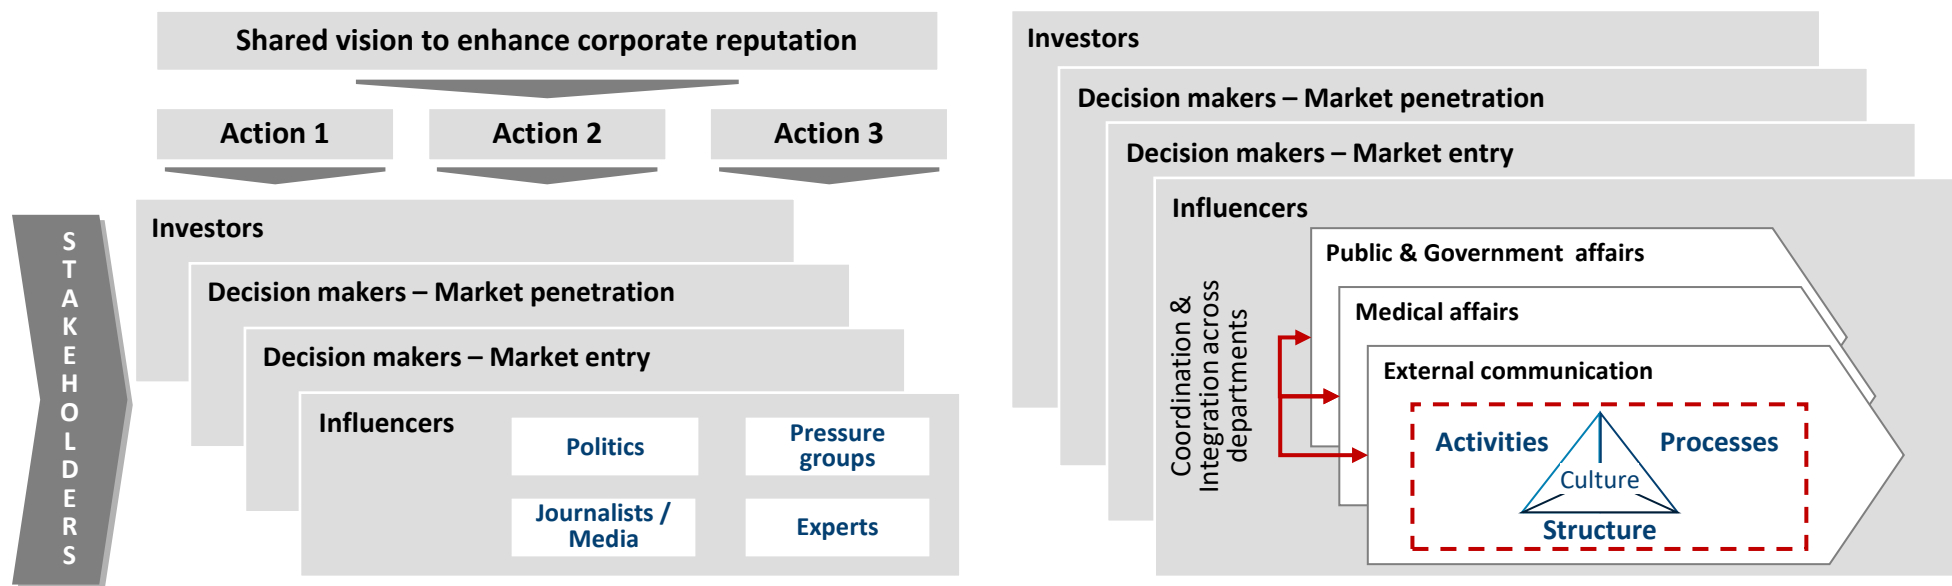 Shared vision to enhance corporate reputation
Action 1
Action 2
Action 3
STAKEHOLDERS
Investors
Decision makers – Market penetration
Decision makers – Market entry
Influencers
Politics
Pressure
groups
Journalists /
Media
Experts
Investors
Decision makers – Market penetration
Decision makers – Market entry
Influencers
Coordination &
Integration across
departments
Public & Government affairs
Medical affairs
External communication
Activities
Processes
Culture
Structure